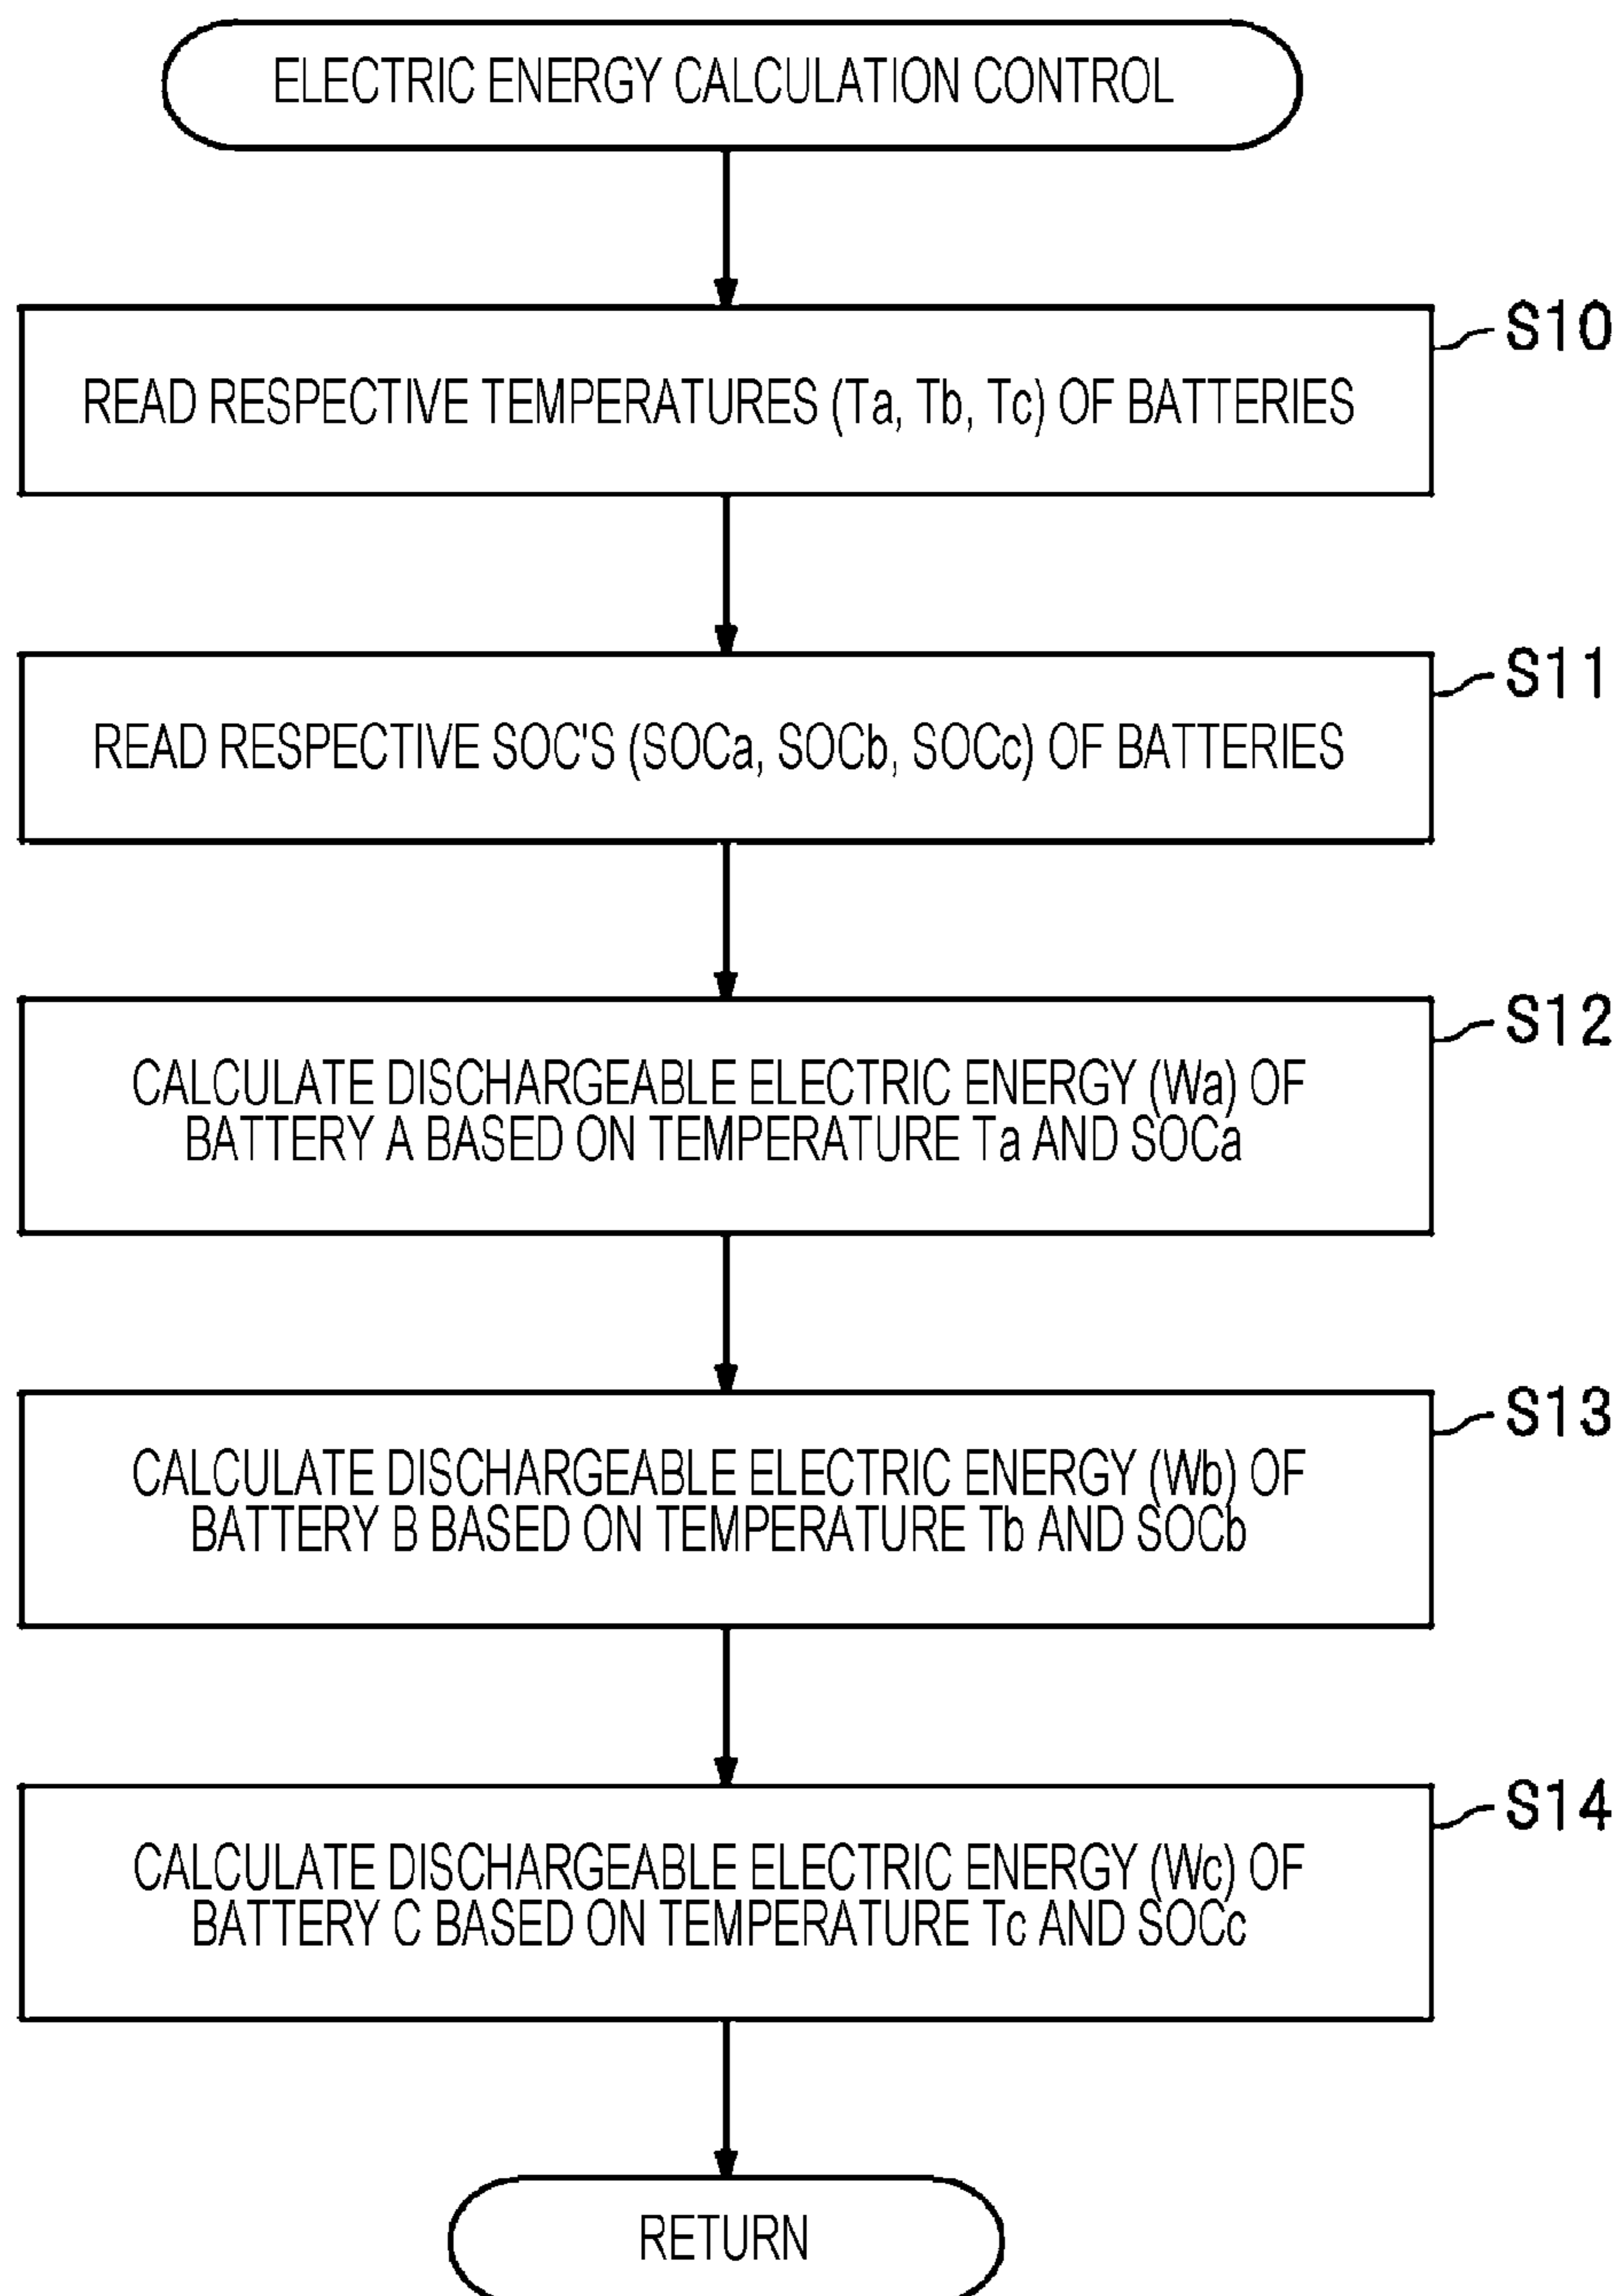 ELECTRIC ENERGY CALCULATION CONTROL
S10
READ RESPECTIVE TEMPERATURES (Ta, Tb, Tc) OF BATTERIES
S11
READ RESPECTIVE SOC'S (SOCa, SOCb, SOCc) OF BATTERIES
S12
CALCULATE DISCHARGEABLE ELECTRIC ENERGY (Wa) OF
BATTERY A BASED ON TEMPERATURE Ta AND SOCa
S13
CALCULATE DISCHARGEABLE ELECTRIC ENERGY (Wb) OF
BATTERY B BASED ON TEMPERATURE Tb AND SOCb
S14
CALCULATE DISCHARGEABLE ELECTRIC ENERGY (Wc) OF
BATTERY C BASED ON TEMPERATURE Tc AND SOCc
RETURN